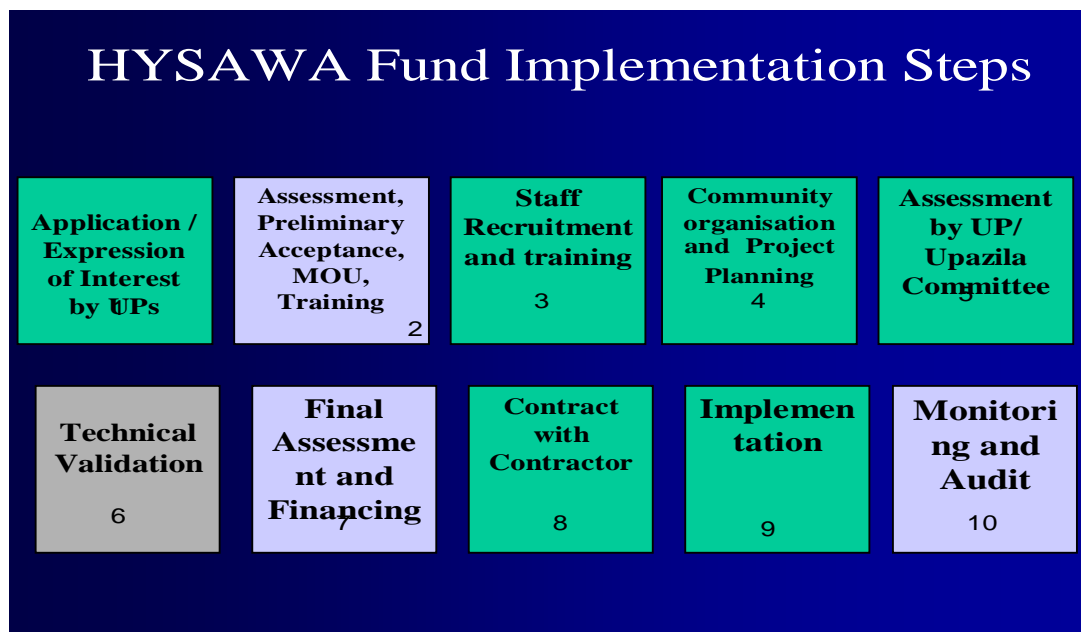 HYSAWA Fund Implementation Steps
Application /
Expression
of Interest
by UPs
1
Assessment,
Preliminary
Acceptance,
MOU,
Training
2
Staff
Recruitment
and training
3
Community
organisation
and Project
Planning
4
Assessment
by UP/
Upazila
Committee
5
Technical
Validation
6
Final
Assessme
nt and
Financing
7
Contract
with
Contractor
8
Implemen
tation
9
Monitori
ng and
Audit
10